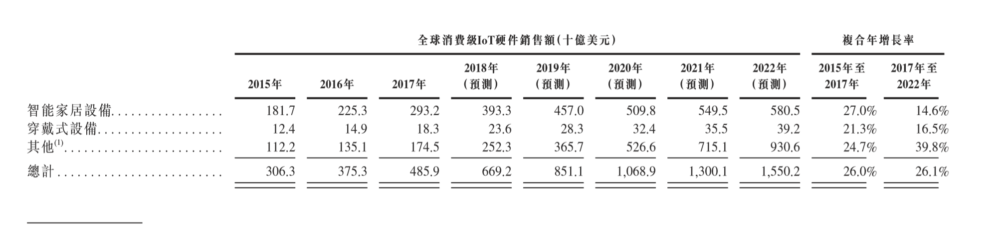 全球消費級IoT硬件銷售額(十億美元) 複合年增長率
2018年 2019年 2020年 2021年 2022年 2015年至 2017年至
2015年 2016年 2017年 (預測) (預測) (預測) (預測) (預測) 2017年 2022年
智能家居設備................. 181.7 225.3 293.2 393.3 457.0 509.8 549.5 580.5 27.0% 14.6%
穿戴式設備................... 12.4 14.9 18.3 23.6 28.3 32.4 35.5 39.2 21.3% 16.5%
其他(1)........................ 112.2 135.1 174.5 252.3 365.7 526.6 715.1 930.6 24.7% 39.8%
總計......................... 306.3 375.3 485.9 669.2 851.1 1,068.9 1,300.1 1,550.2 26.0% 26.1%